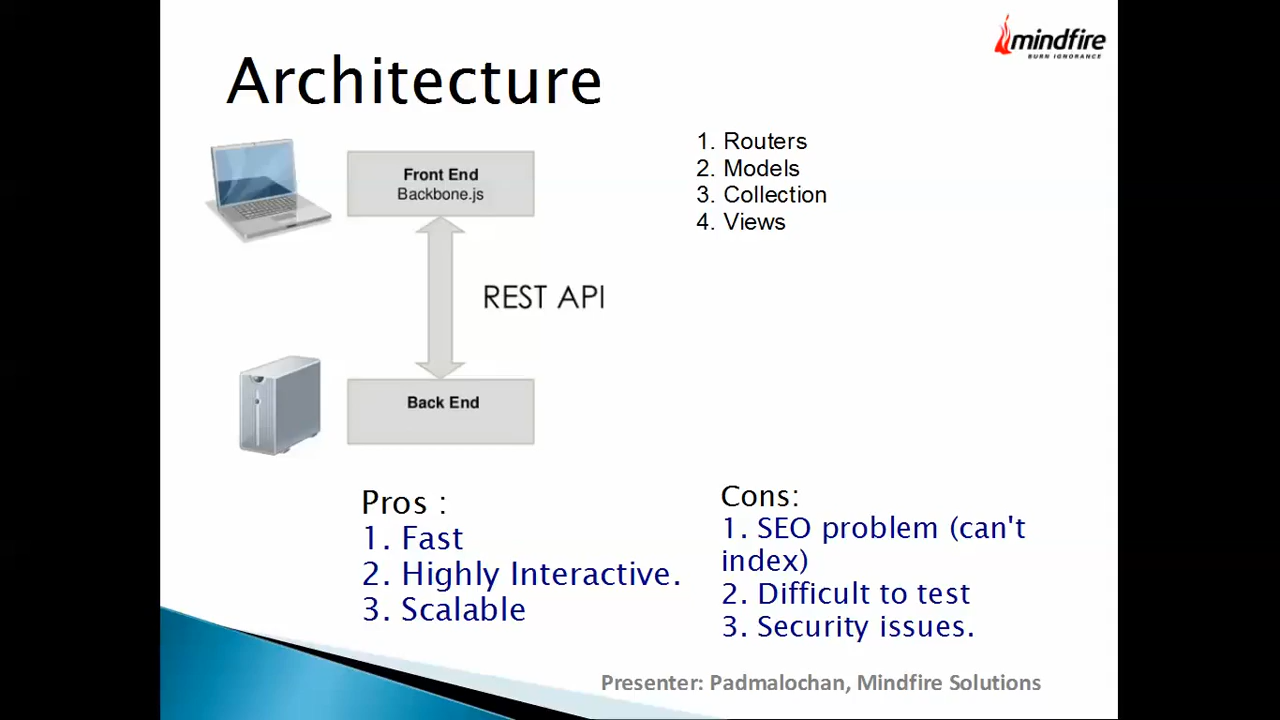 mindfire
BURN IGNORANCE
Architecture
Front End
Backbone.js
REST API
Back End
1. Routers
2. Models
3. Collection
4. Views
Pros :
1. Fast
2. Highly Interactive.
3. Scalable
Cons:
1. SEO problem (can't
index)
2. Difficult to test
3. Security issues.
Presenter: Padmalochan, Mindfire Solutions